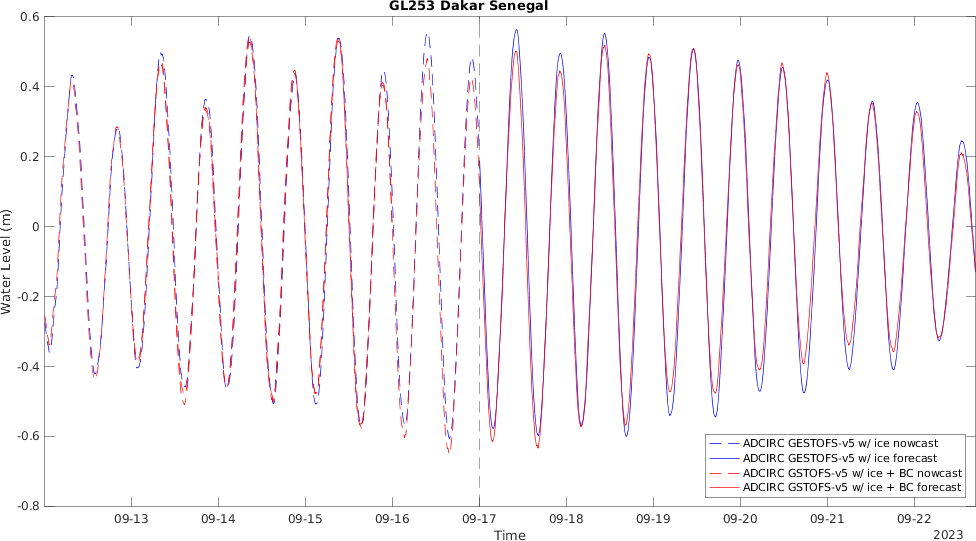 GL253 Dakar Senegal
0.6
0.4
0.2
0
-0.2
-0.4
-0.6
-0.8
Water Level (m)
ADCIRC GESTOFS-v5 w/ ice nowcast
ADCIRC GESTOFS-v5 w/ ice forecast
ADCIRC GSTOFS-v5 w/ ice + BC nowcast
ADCIRC GSTOFS-v5 w/ ice + BC forecast
09-13 09-14 09-15 09-16 09-17 09-18 09-19 09-20 09-21 09-22
Time
2023